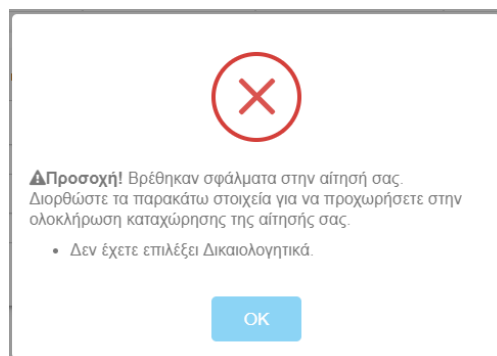 ⚠Προσοχή! Βρέθηκαν σφάλματα στην αίτησή σας.
Διορθώστε τα παρακάτω στοιχεία για να προχωρήσετε στην
ολοκλήρωση καταχώρησης της αίτησής σας.
• Δεν έχετε επιλέξει Δικαιολογητικά.
OK